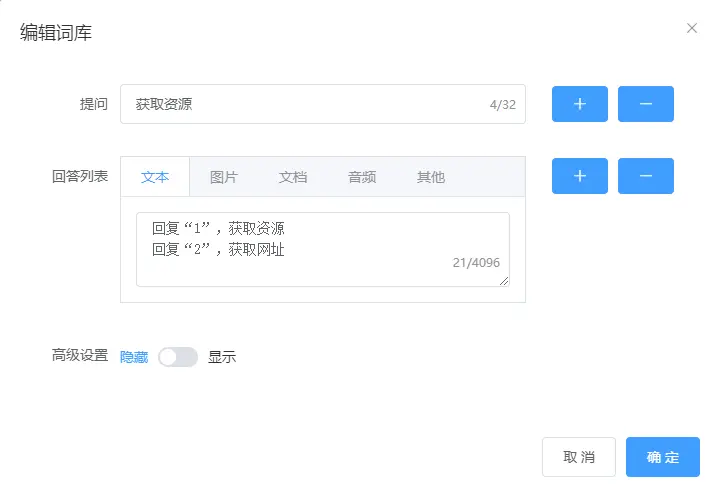 编辑词库
提问 获取资源 4/32
回答列表 文本 图片 文档 音频 其他
回复“1”，获取资源
回复“2”，获取网址
21/4096
高级设置 隐藏 显示
取消 确定